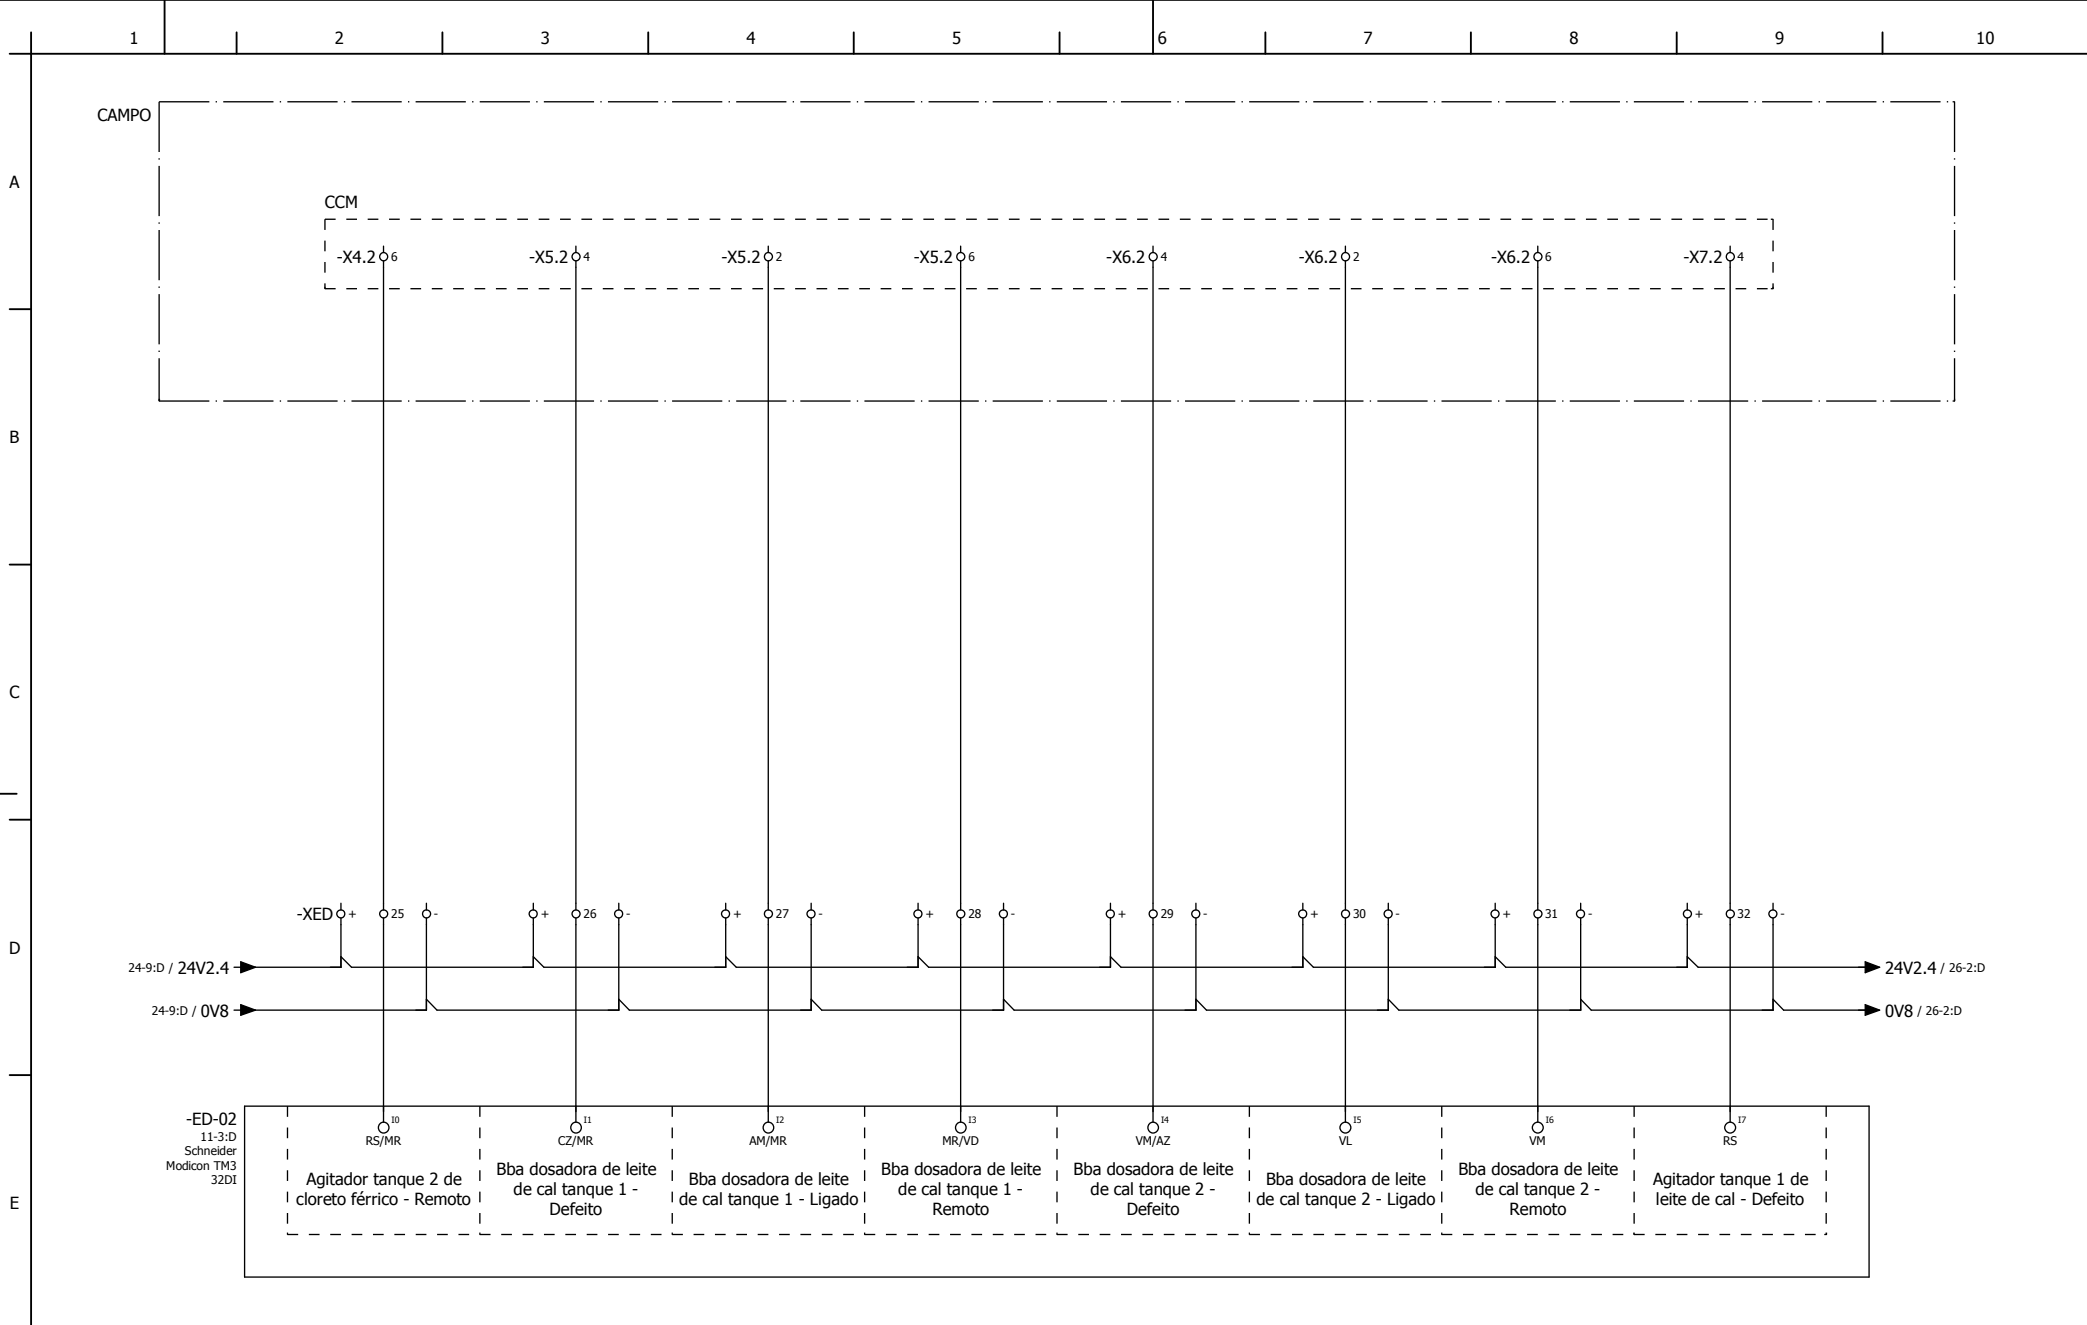 1 2 3 4 5 6 7 8 9 10
CAMPO
A
CCM
-X4.2 6 -X5.2 4 -X5.2 2 -X5.2 6 -X6.2 4 -X6.2 2 -X6.2 6 -X7.2 4
B
C
-XED + 25 - + 26 - + 27 - + 28 - + 29 - + 30 - + 31 - + 32 -
D
24-9:D / 24V2.4 24V2.4 / 26-2:D
24-9:D / 0V8 0V8 / 26-2:D
-ED-02
11-3:D
Schneider
Modicon TM3
32DI
E
I0
RS/MR
Agitador tanque 2 de
cloreto férrico - Remoto
I1
CZ/MR
Bba dosadora de leite
de cal tanque 1 -
Defeito
I2
AM/MR
Bba dosadora de leite
de cal tanque 1 - Ligado
I3
MR/VD
Bba dosadora de leite
de cal tanque 1 -
Remoto
I4
VM/AZ
Bba dosadora de leite
de cal tanque 2 -
Defeito
I5
VL
Bba dosadora de leite
de cal tanque 2 - Ligado
I6
VM
Bba dosadora de leite
de cal tanque 2 -
Remoto
I7
RS
Agitador tanque 1 de
leite de cal - Defeito